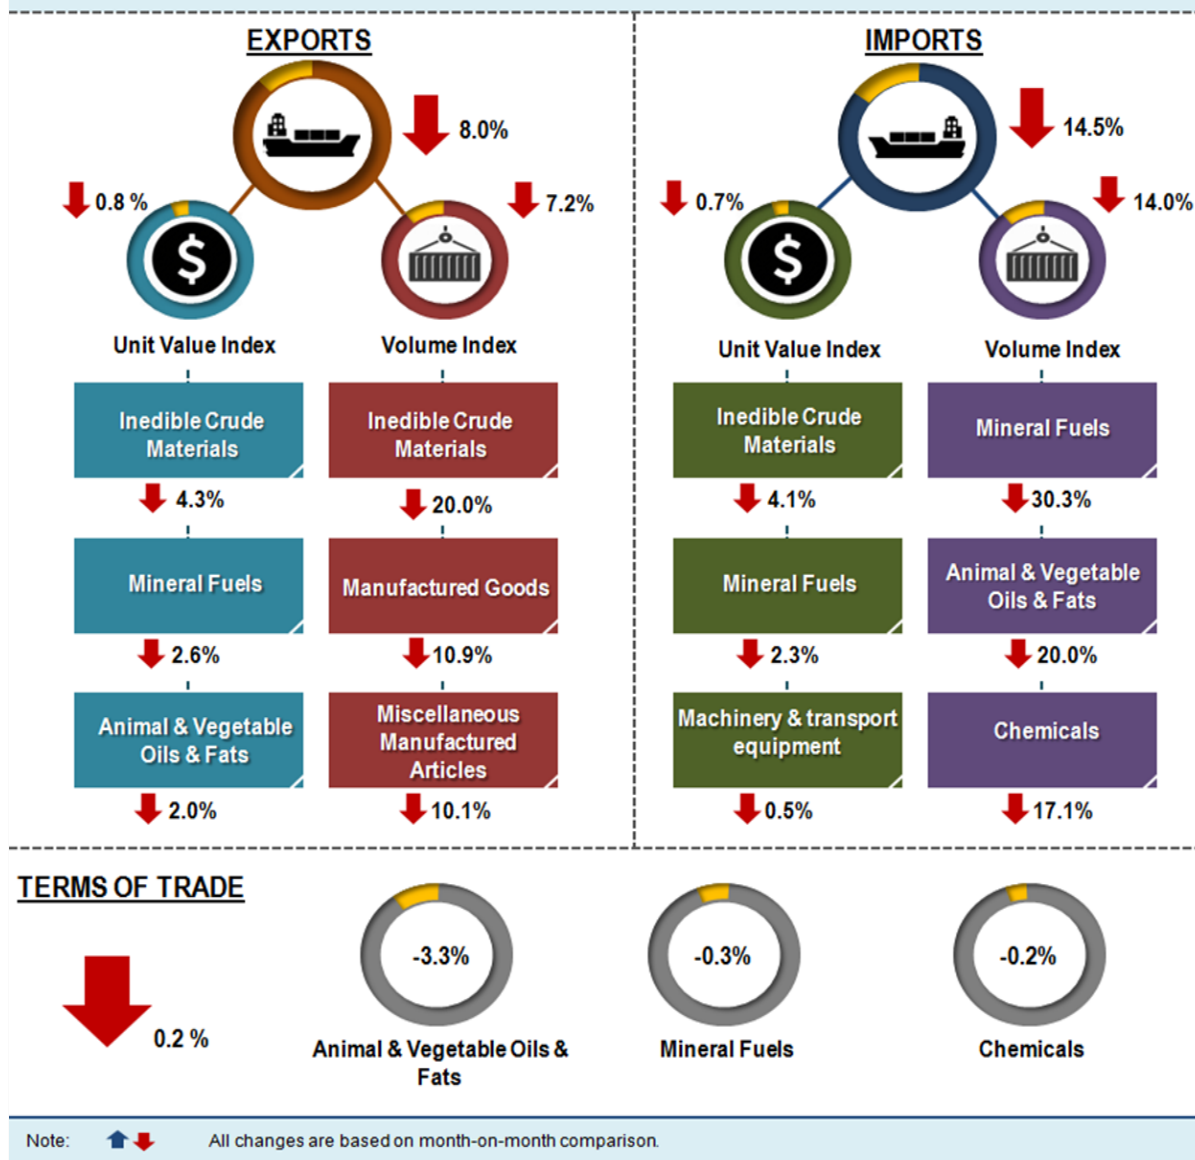 EXPORTS
8.0%
0.8 %
7.2%
$
Unit Value Index
Volume Index
Inedible Crude
Materials
4.3%
Mineral Fuels
2.6%
Animal & Vegetable
Oils & Fats
2.0%
Inedible Crude
Materials
20.0%
Manufactured Goods
10.9%
Miscellaneous
Manufactured
Articles
10.1%
IMPORTS
14.5%
0.7%
14.0%
$
Unit Value Index
Volume Index
Inedible Crude
Materials
4.1%
Mineral Fuels
2.3%
Machinery & transport
equipment
0.5%
Mineral Fuels
30.3%
Animal & Vegetable
Oils & Fats
20.0%
Chemicals
17.1%
TERMS OF TRADE
0.2 %
-3.3%
Animal & Vegetable Oils &
Fats
-0.3%
Mineral Fuels
-0.2%
Chemicals
Note: All changes are based on month-on-month comparison.